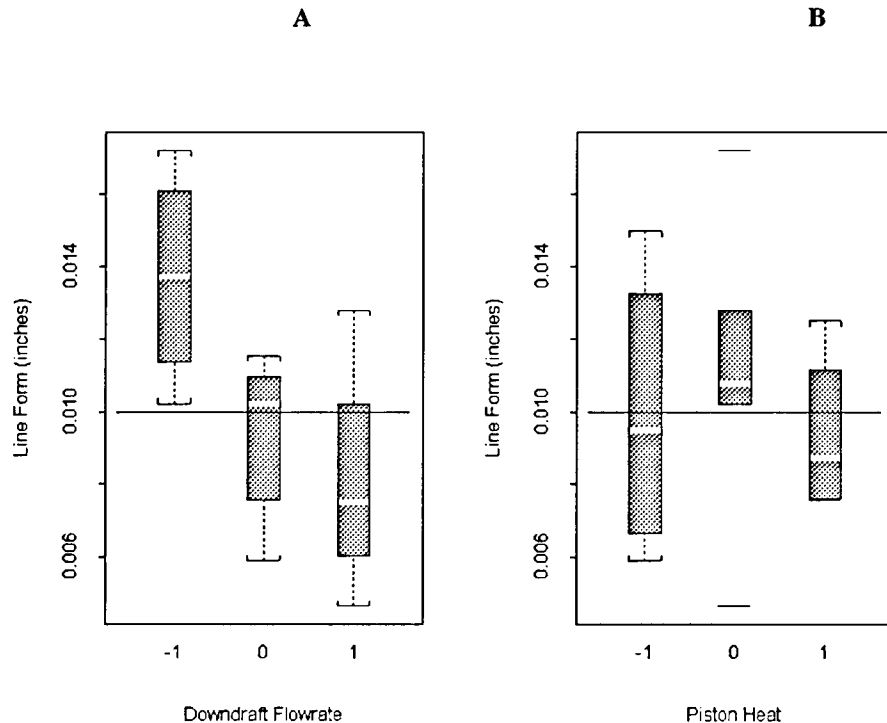 A
B
Line Form (inches)
0.014
0.010
0.006
-1 0 1
Downdraft Flowrate
Line Form (inches)
0.014
0.010
0.006
-1 0 1
Piston Heat